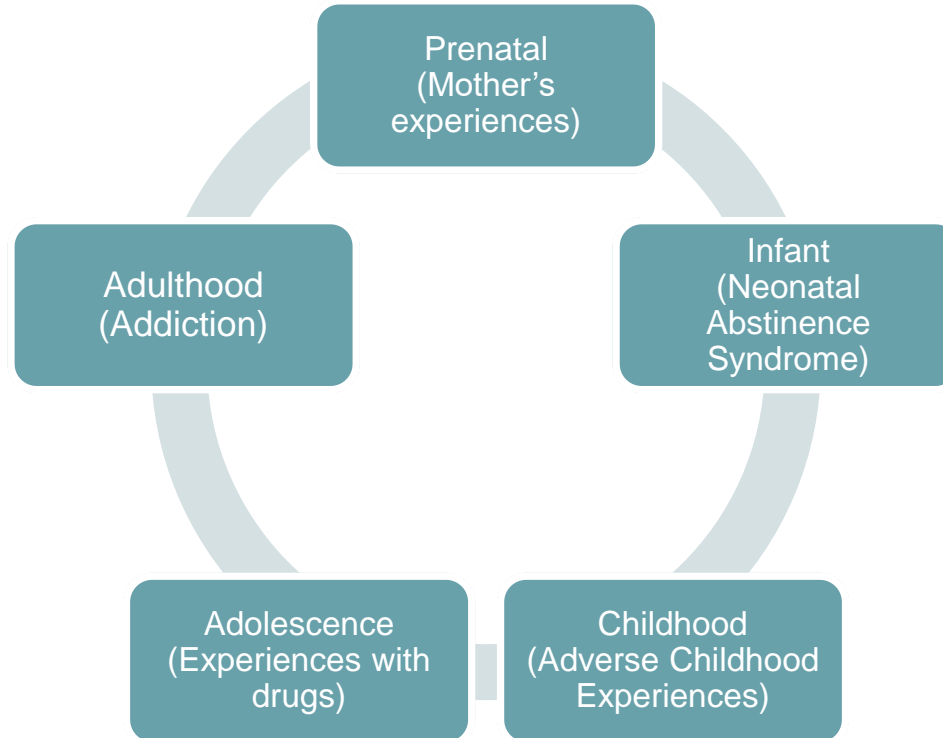 Prenatal
(Mother’s
experiences)
Infant
(Neonatal
Abstinence
Syndrome)
Childhood
(Adverse Childhood
Experiences)
Adolescence
(Experiences with
drugs)
Adulthood
(Addiction)